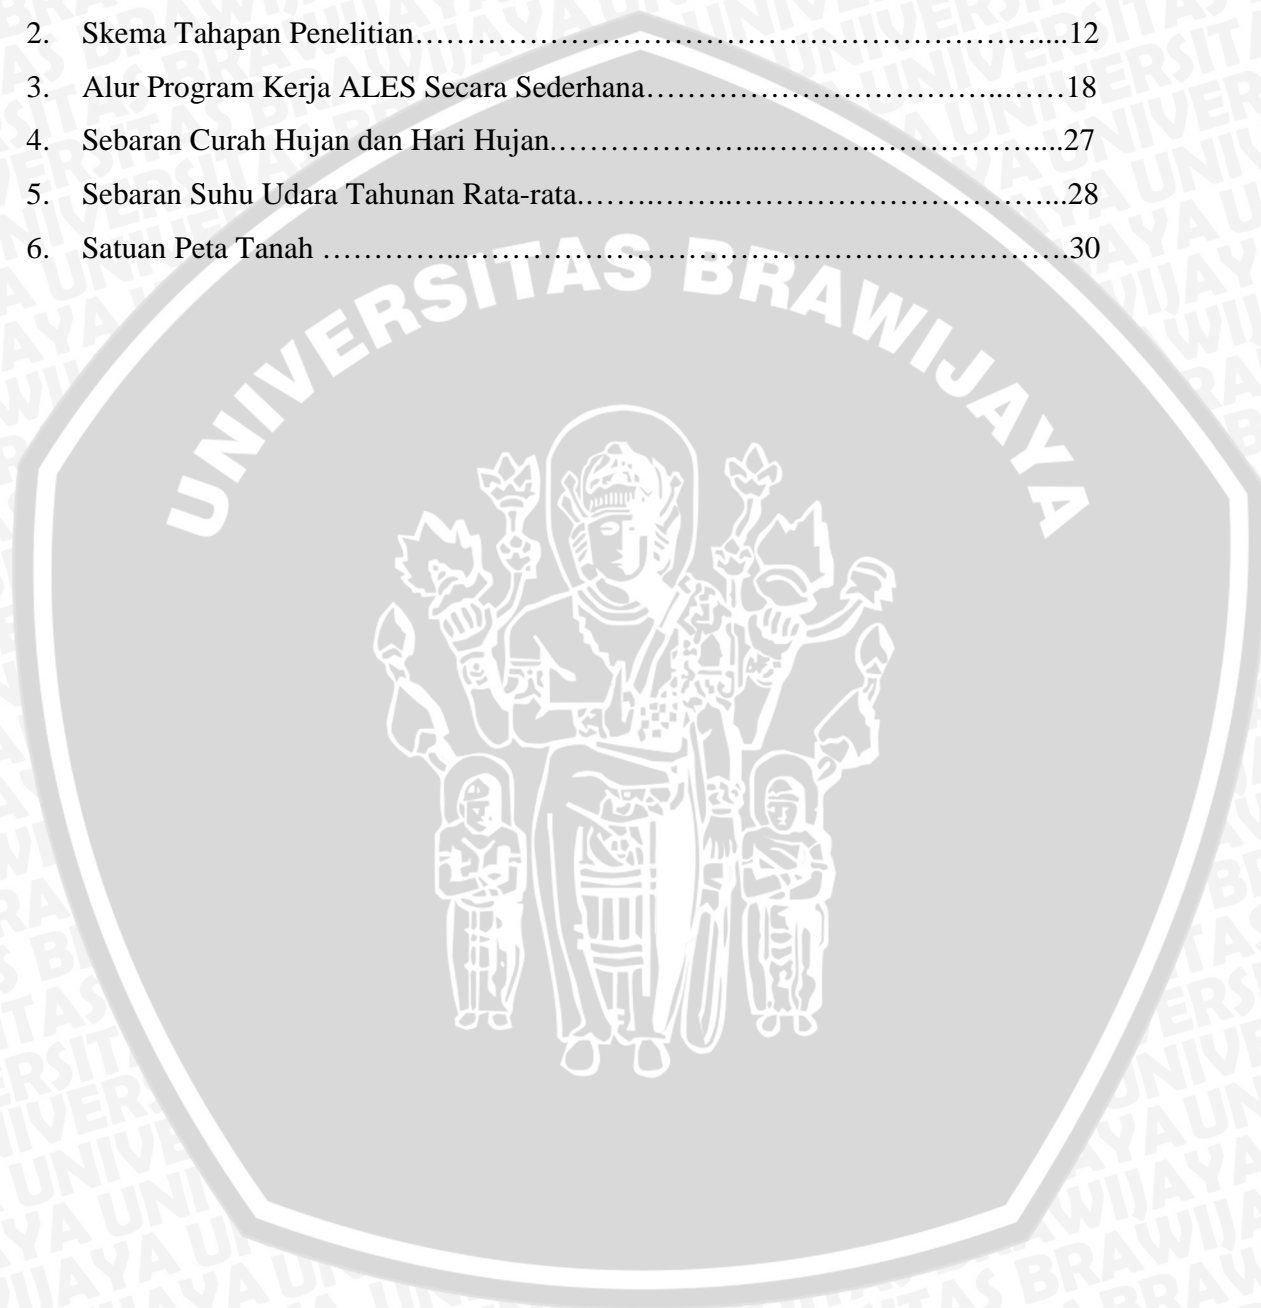 2. Skema Tahapan Penelitian……………………………………………………………....12
3. Alur Program Kerja ALES Secara Sederhana……………………………..……18
4. Sebaran Curah Hujan dan Hari Hujan.…………………...………..……………....27
5. Sebaran Suhu Udara Tahunan Rata-rata.…….……..……………………………...28
6. Satuan Peta Tanah …………...…………………………………………………….30
UNIVERSITAS BRAWIJAYA